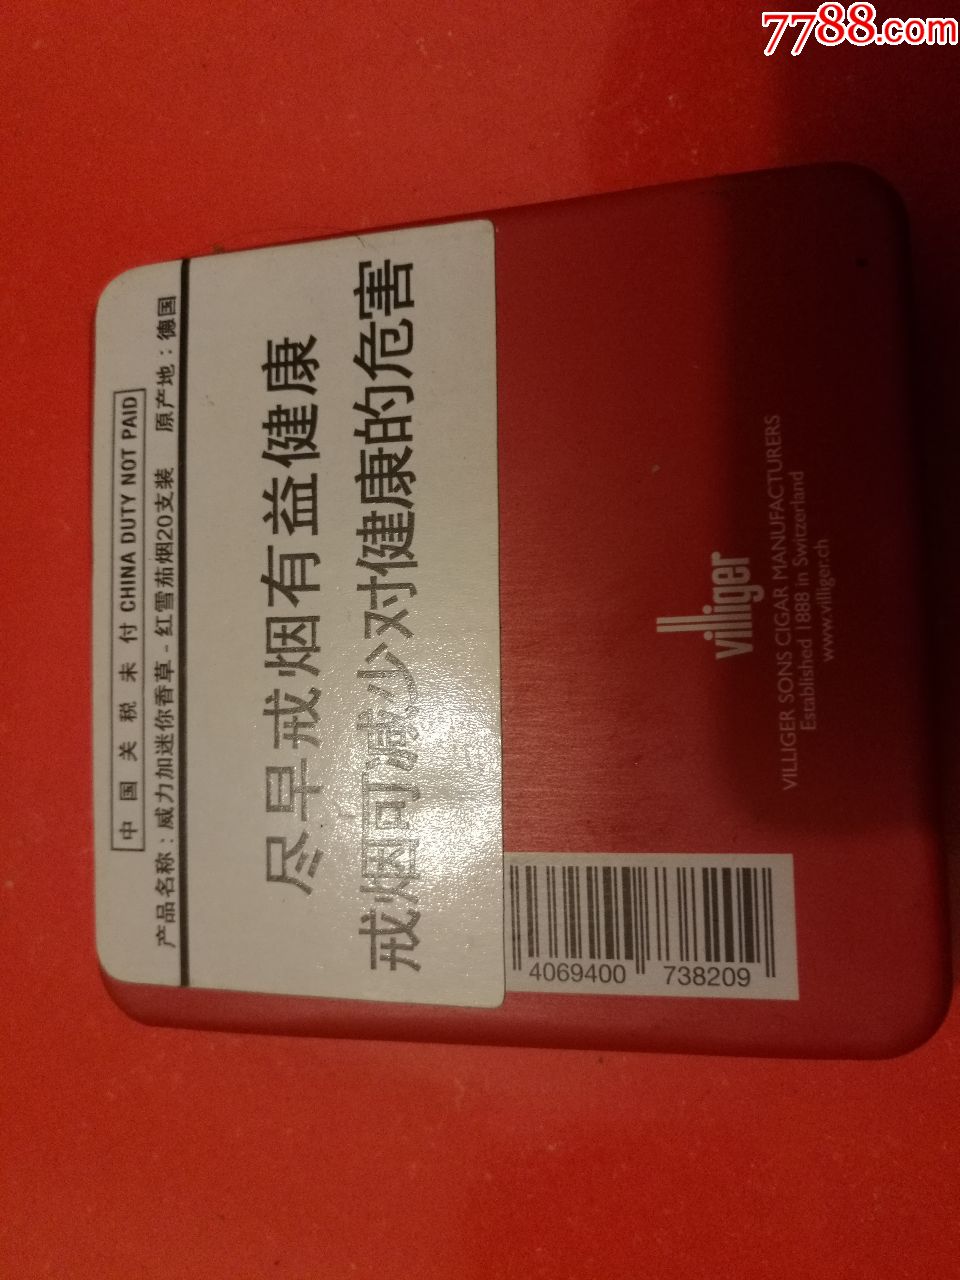 7788.com
中国关税未付 CHINA DUTY NOT PAID
产品名称：威力加迷你香草-红雪茄烟20支装 原产地：德国
尽早戒烟有益健康
戒烟可减少对健康的危害
villiger
VILLIGER SONS CIGAR MANUFACTURERS
Established 1888 in Switzerland
www.villiger.ch
4069400 738209